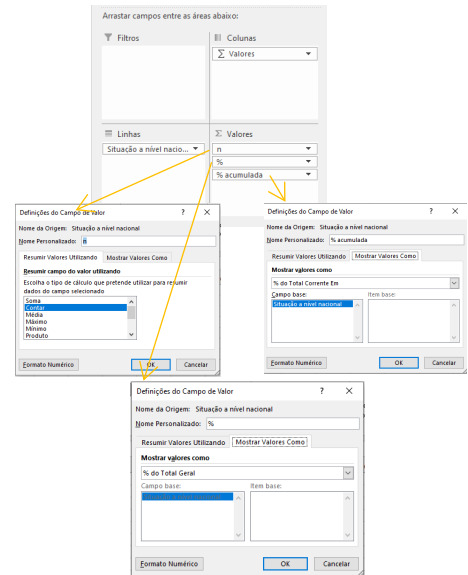 Arrastar campos entre as áreas abaixo:
Filtros
Colunas
Σ Valores
Linhas
Σ Valores
Situação a nível nacio...
n
%
% acumulada
Definições do Campo de Valor ? ×
Nome da Origem: Situação a nível nacional
Nome Personalizado: n
Resumir Valores Utilizando Mostrar Valores Como
Resumir campo do valor utilizando
Escolha o tipo de cálculo que pretende utilizar para resumir
dados do campo selecionado
Soma
Contar
Média
Máximo
Mínimo
Produto
Formato Numérico OK Cancelar
Definições do Campo de Valor ? ×
Nome da Origem: Situação a nível nacional
Nome Personalizado: % acumulada
Resumir Valores Utilizando Mostrar Valores Como
Mostrar valores como
% do Total Corrente Em
Campo base: Item base:
Situação a nível nacional
Formato Numérico OK Cancelar
Definições do Campo de Valor ? ×
Nome da Origem: Situação a nível nacional
Nome Personalizado: %
Resumir Valores Utilizando Mostrar Valores Como
Mostrar valores como
% do Total Geral
Campo base: Item base:
Formato Numérico OK Cancelar